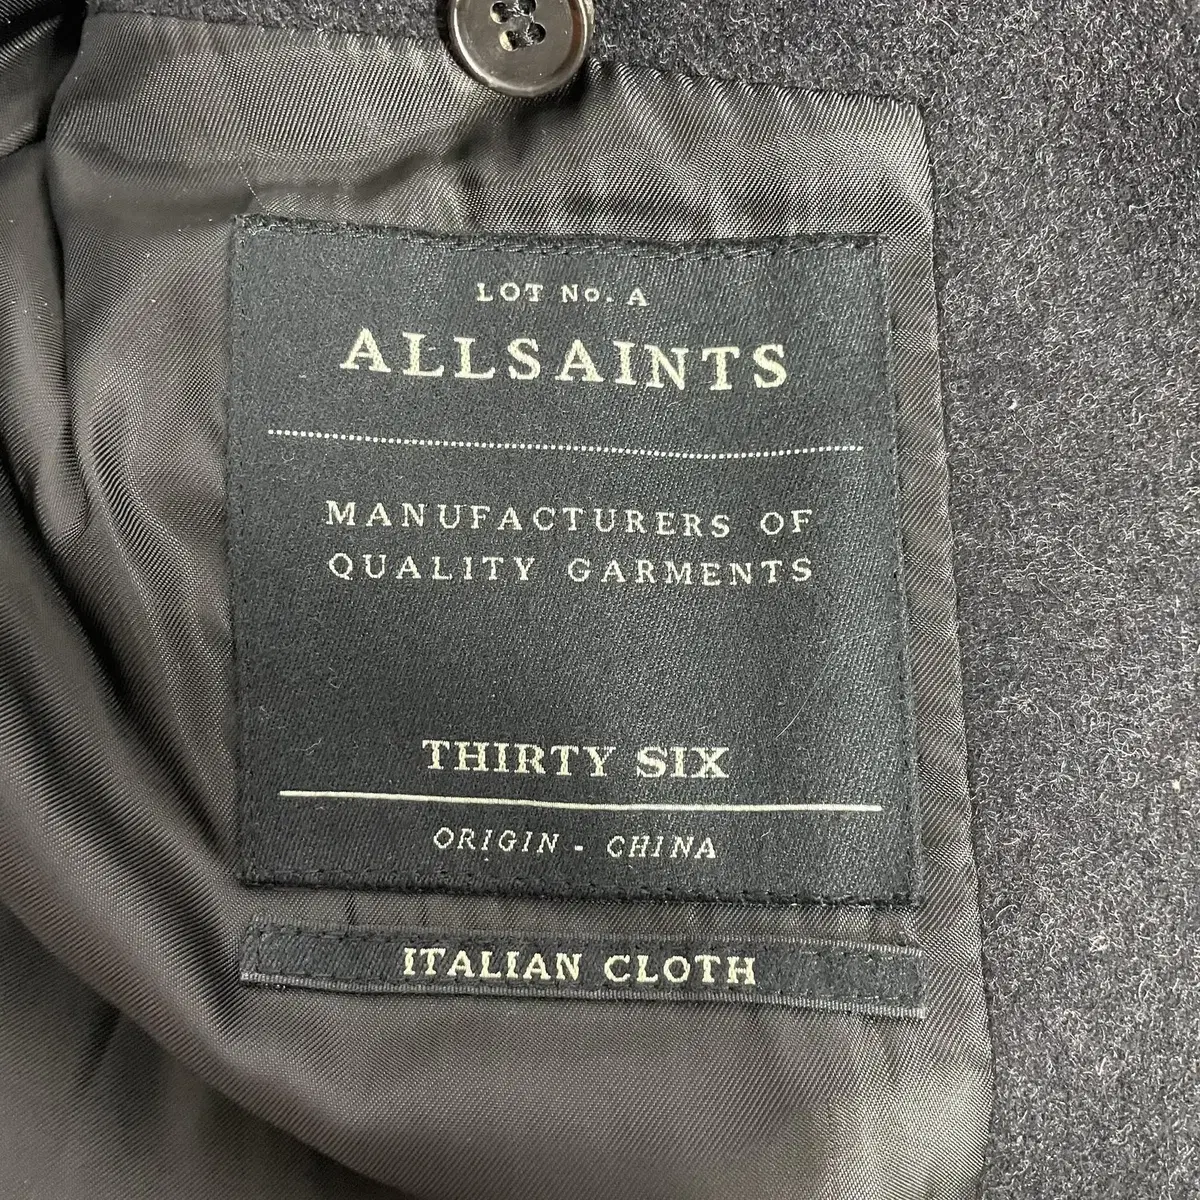 LOT No. A
ALLSAINTS
MANUFACTURERS OF
QUALITY GARMENTS
THIRTY SIX
ORIGIN - CHINA
ITALIAN CLOTH